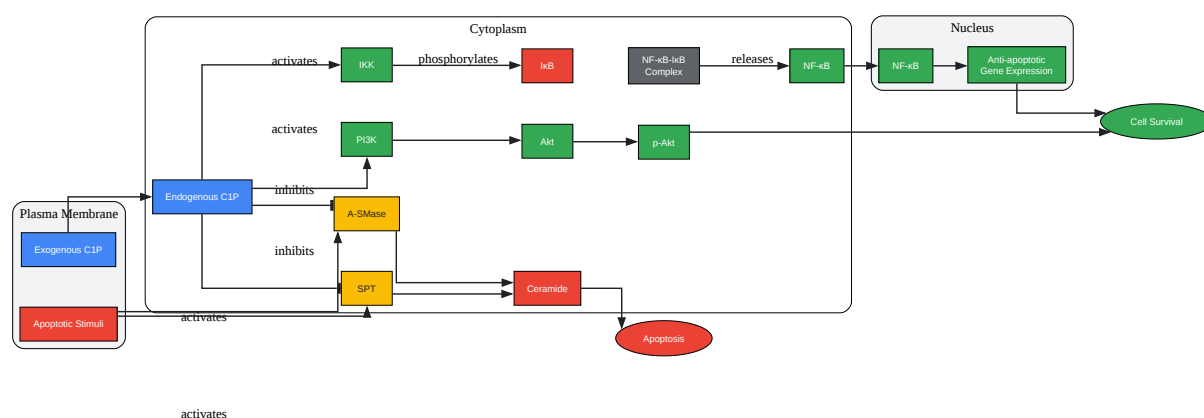 Cytoplasm
Nucleus
activates
IKK
phosphorylates
IκB
NF-κB-IκB
Complex
releases
NF-κB
NF-κB
Anti-apoptotic
Gene Expression
Cell Survival
activates
PI3K
Akt
p-Akt
Endogenous C1P
inhibits
A-SMase
Plasma Membrane
Exogenous C1P
inhibits
SPT
Ceramide
Apoptotic Stimuli
activates
Apoptosis
activates